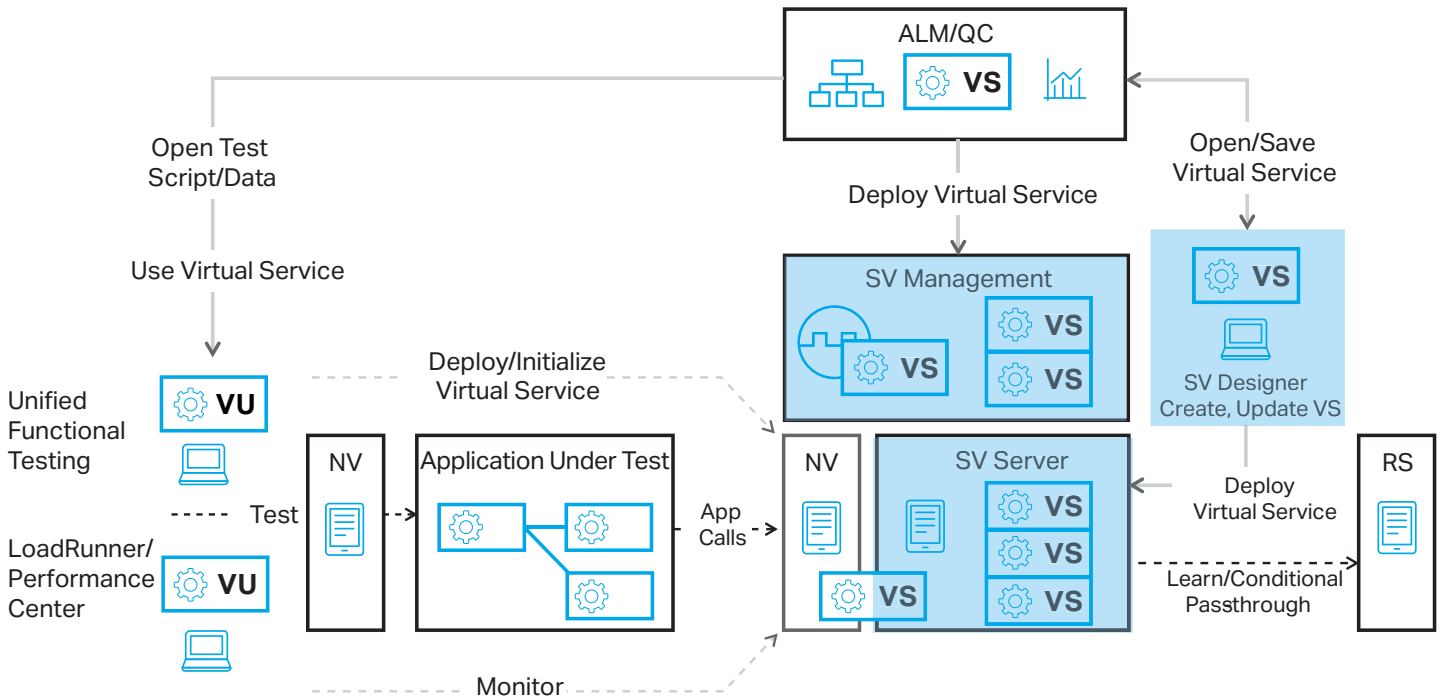 ALM/QC
VS
Open Test
Script/Data
Use Virtual Service
Deploy Virtual Service
Open/Save
Virtual Service
SV Management
VS
VS
VS
VS
SV Designer
Create, Update VS
Deploy/Initialize
Virtual Service
Unified
Functional
Testing
VU
NV
Application Under Test
NV
SV Server
VS
VS
VS
VS
RS
Deploy
Virtual Service
Test
App
Calls
LoadRunner/
Performance
Center
VU
Learn/Conditional
Passthrough
Monitor